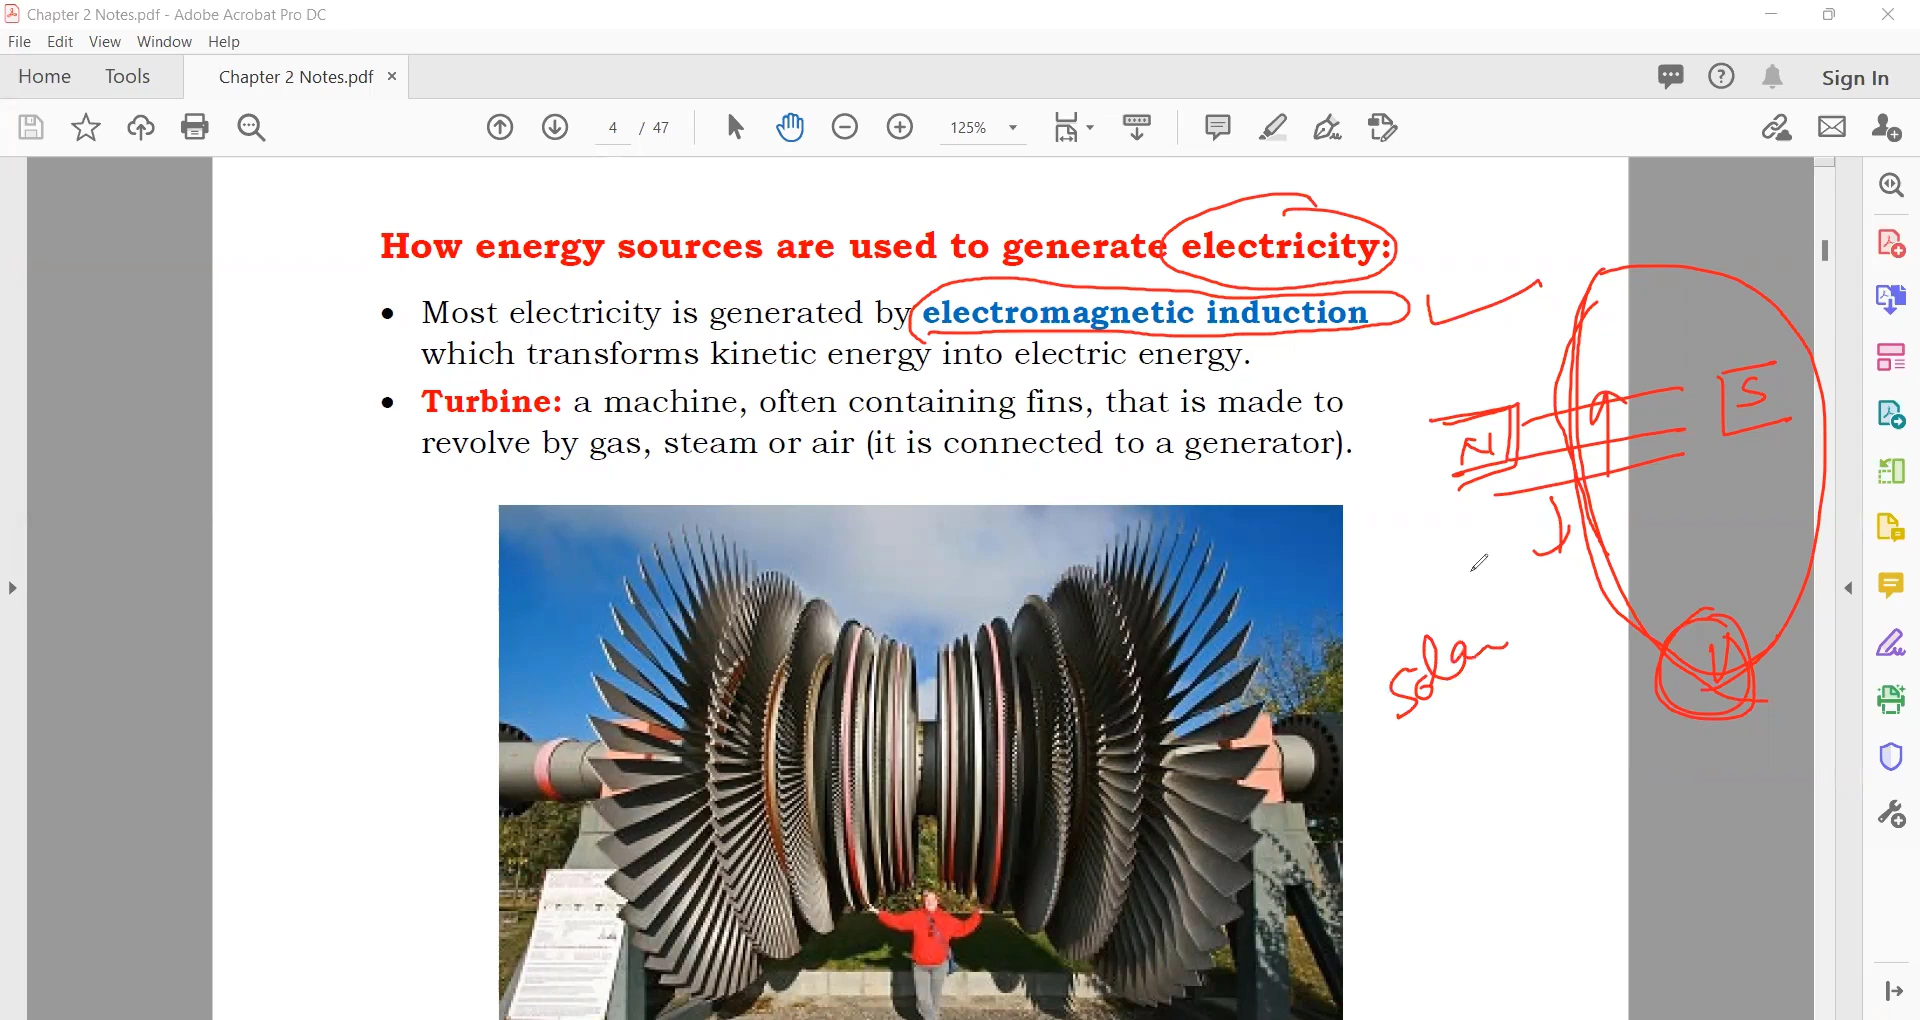 Chapter 2 Notes.pdf - Adobe Acrobat Pro DC
File Edit View Window Help
Home Tools Chapter 2 Notes.pdf × Sign In
4 / 47 125%
How energy sources are used to generate electricity:
• Most electricity is generated by electromagnetic induction
which transforms kinetic energy into electric energy.
• Turbine: a machine, often containing fins, that is made to
revolve by gas, steam or air (it is connected to a generator).
N
S
V
Solar